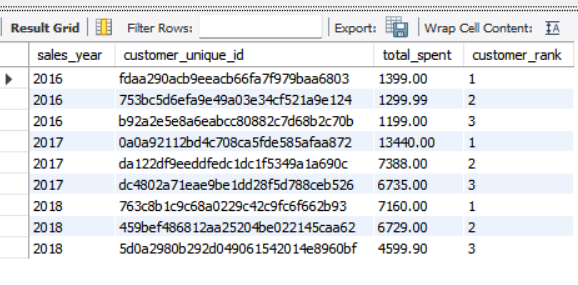 Result Grid Filter Rows: Export: Wrap Cell Content: IA
sales_year customer_unique_id total_spent customer_rank
2016 fdaa290acb9eeacb66fa7f979baa6803 1399.00 1
2016 753bc5d6efa9e49a03e34cf521a9e124 1299.99 2
2016 b92a2e5e8a6eabcc80882c7d68b2c70b 1199.00 3
2017 0a0a92112bd4c708ca5fde585afaa872 13440.00 1
2017 da122df9eeddfedc1dc1f5349a1a690c 7388.00 2
2017 dc4802a71eae9be1dd28f5d788ceb526 6735.00 3
2018 763c8b1c9c68a0229c42c9fc6f662b93 7160.00 1
2018 459bef486812aa25204be022145caa62 6729.00 2
2018 5d0a2980b292d049061542014e8960bf 4599.90 3